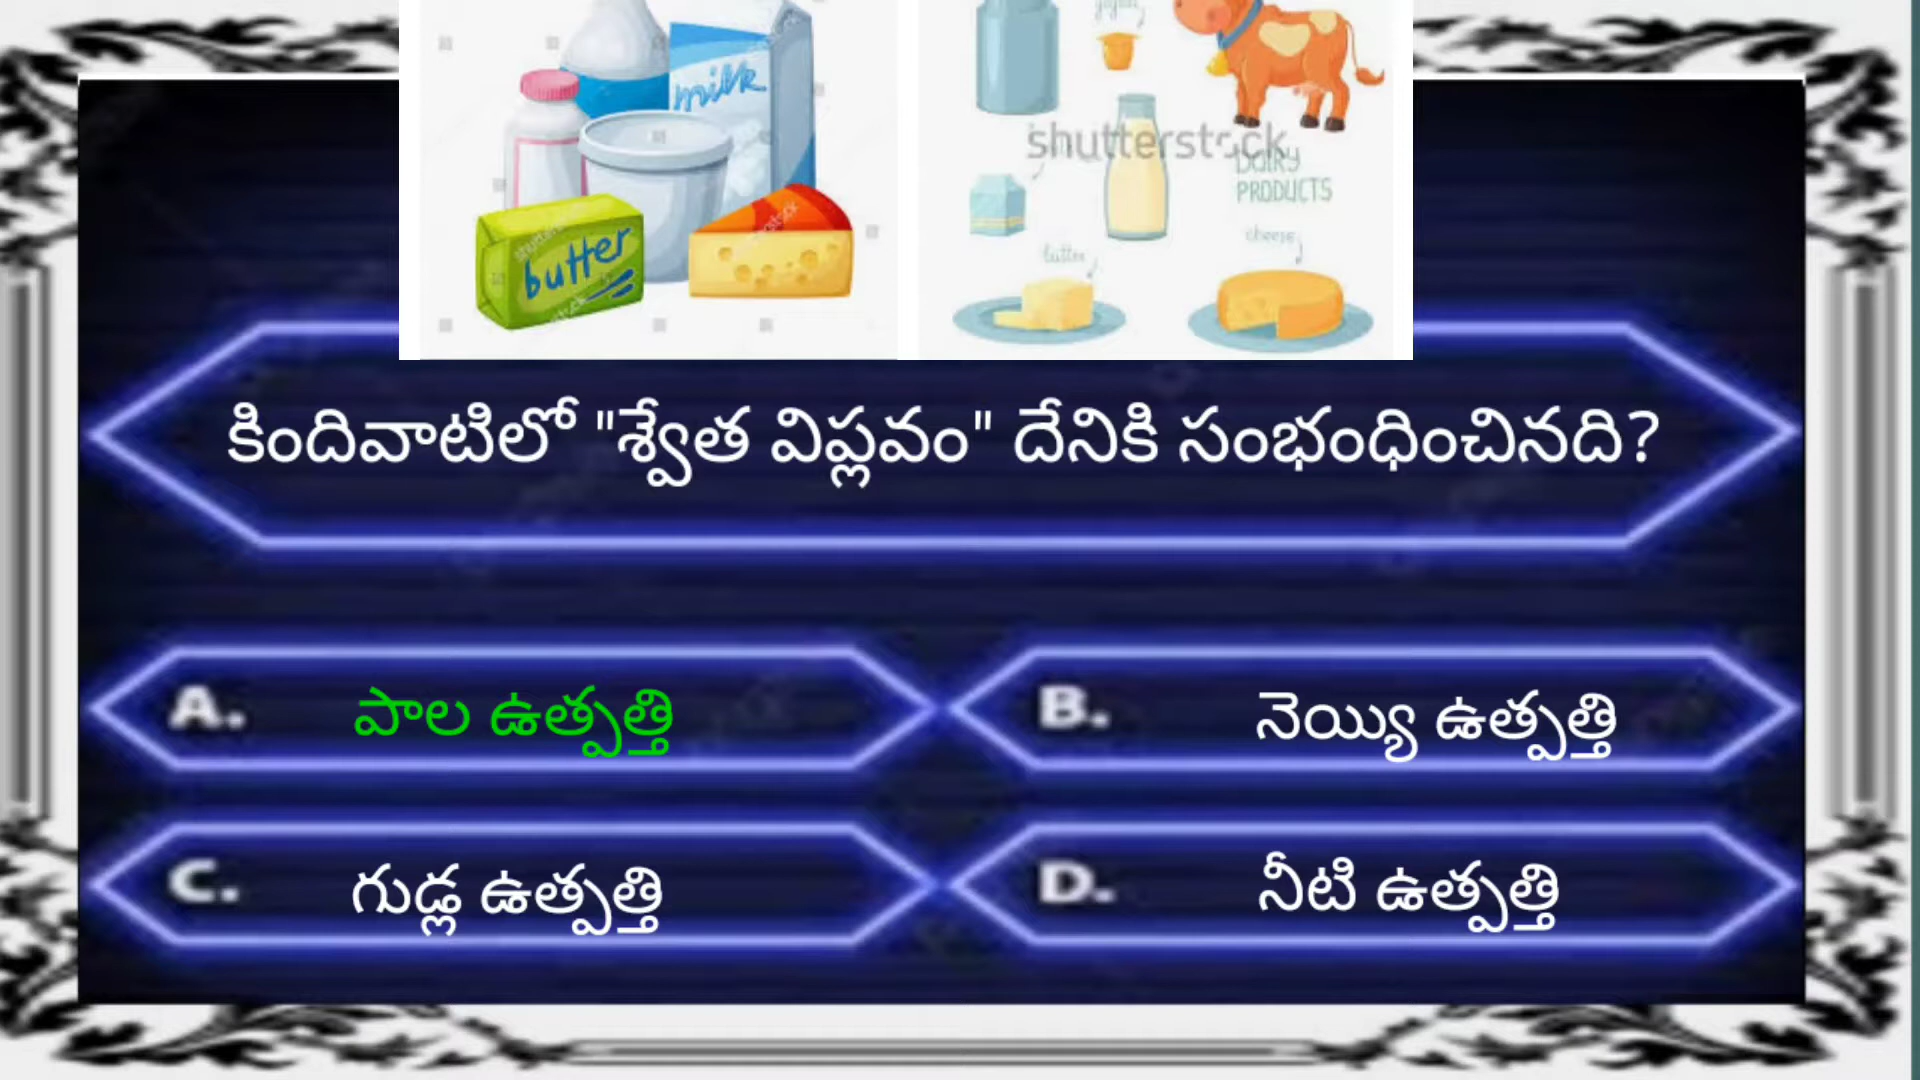 milk
butter
shutterstock
DAIRY
PRODUCTS
butter
cheese
కిందివాటిలో "శ్వేత విప్లవం" దేనికి సంభంధించినది?
A. పాల ఉత్పత్తి
B. నెయ్యి ఉత్పత్తి
C. గుడ్ల ఉత్పత్తి
D. నీటి ఉత్పత్తి